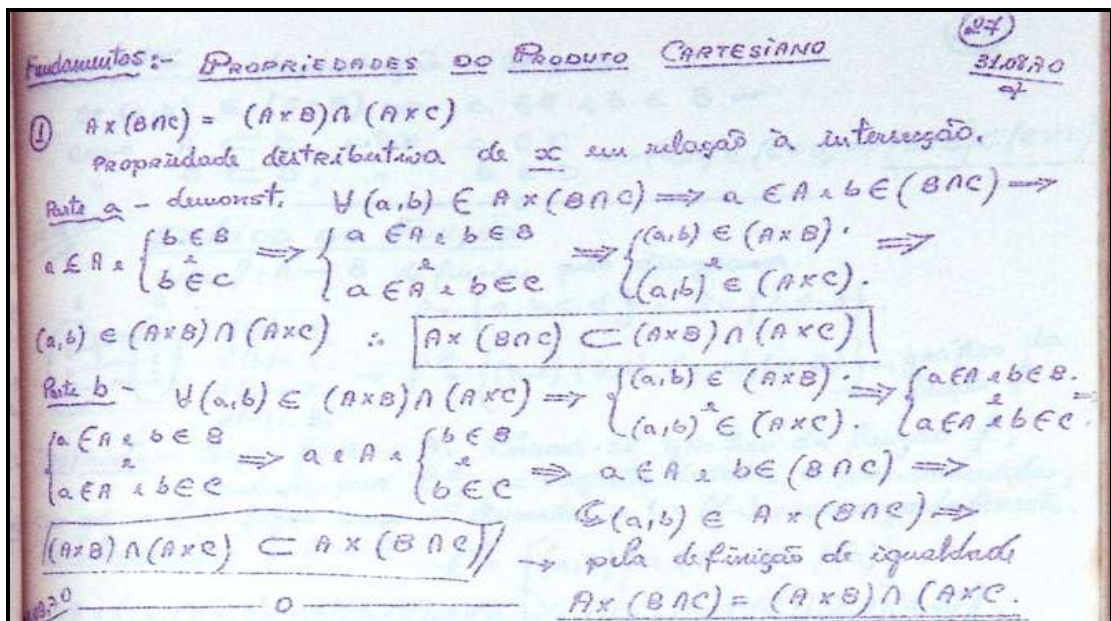 27
Fundamentos:- PROPRIEDADES DO PRODUTO CARTESIANO
31.08.70
① A x (B ∩ C) = (A x B) ∩ (A x C)
PROPRIEDADE DISTRIBUTIVA de x em relação à intersecção.
Parte a - demonst. ∀ (a,b) ∈ A x (B ∩ C) ⟹ a ∈ A e b ∈ (B ∩ C) ⟹
a ∈ A e { b ∈ B e b ∈ C ⟹ { a ∈ A e b ∈ B e a ∈ A e b ∈ C ⟹ { (a,b) ∈ (A x B). e (a,b) ∈ (A x C). ⟹
(a,b) ∈ (A x B) ∩ (A x C) ∴ A x (B ∩ C) ⊂ (A x B) ∩ (A x C)
Parte b - ∀ (a,b) ∈ (A x B) ∩ (A x C) ⟹ { (a,b) ∈ (A x B). e (a,b) ∈ (A x C). ⟹ { a ∈ A e b ∈ B. e a ∈ A e b ∈ C. ⟹
{ a ∈ A e b ∈ B e a ∈ A e b ∈ C ⟹ a e A e { b ∈ B e b ∈ C ⟹ a ∈ A e b ∈ (B ∩ C) ⟹
(a,b) ∈ A x (B ∩ C) ⟹
(A x B) ∩ (A x C) ⊂ A x (B ∩ C) → pela definição de igualdade
A x (B ∩ C) = (A x B) ∩ (A x C.